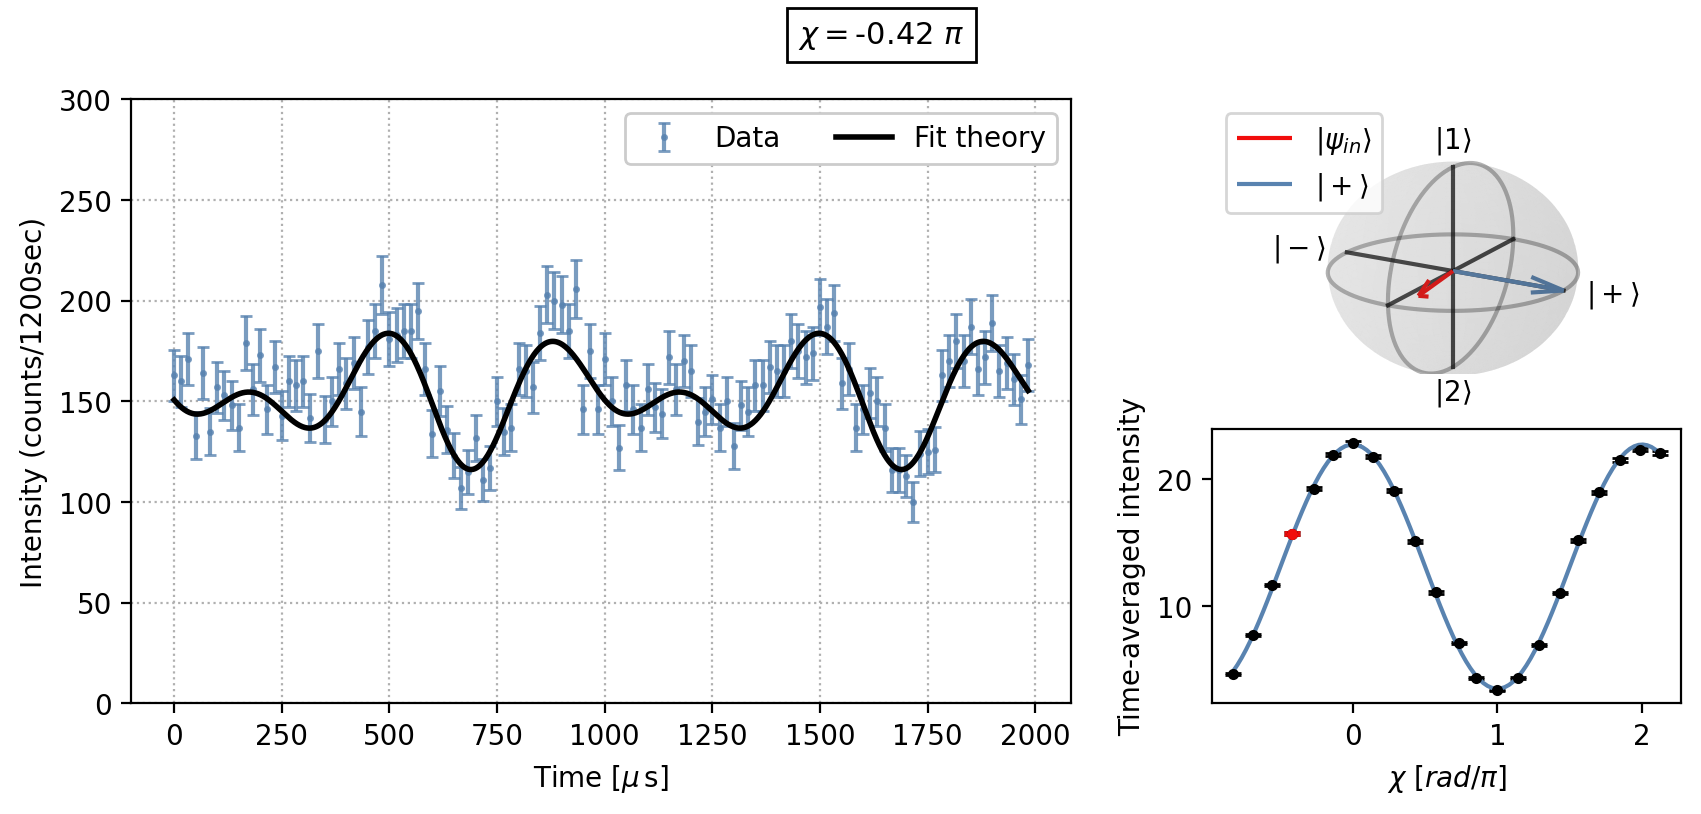 χ = -0.42 π
Intensity (counts/1200sec)
300
250
200
150
100
50
0
Data
Fit theory
0 250 500 750 1000 1250 1500 1750 2000
Time [μ s]
|ψin⟩
|+⟩
|1⟩
|−⟩
|+⟩
|2⟩
Time-averaged intensity
20
10
0 1 2
χ [rad/π]